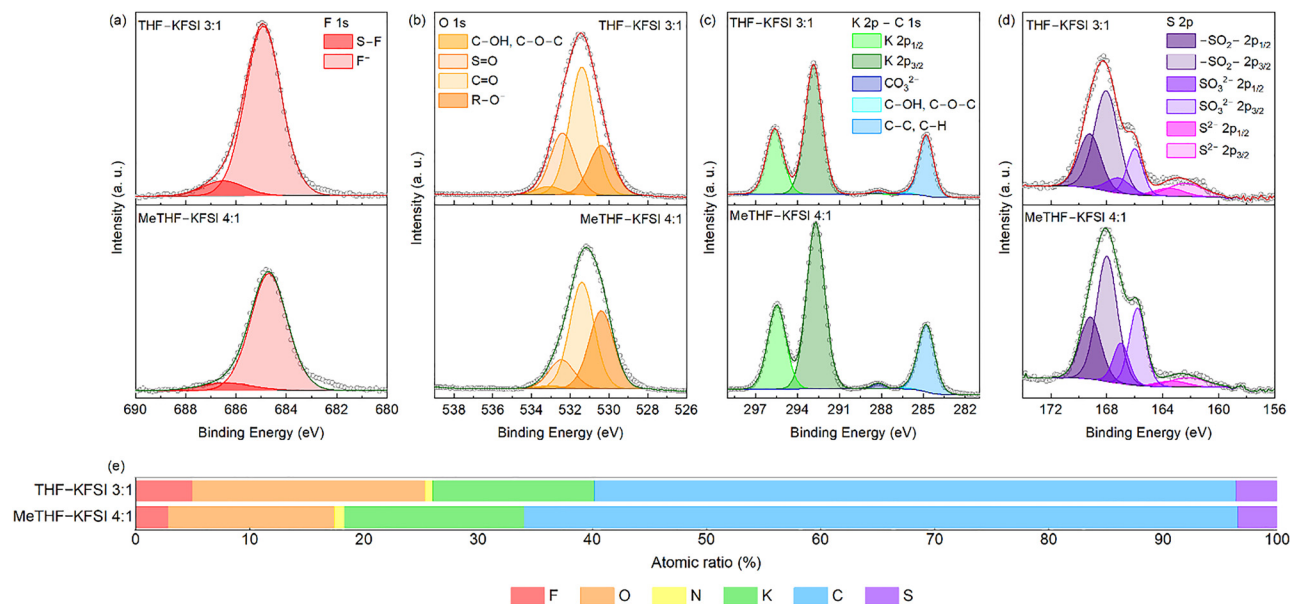 (a)
THF−KFSI 3:1
F 1s
S−F
F⁻
MeTHF−KFSI 4:1
Intensity (a. u.)
690 688 686 684 682 680
Binding Energy (eV)
(b)
O 1s
THF−KFSI 3:1
C−OH, C−O−C
S=O
C=O
R−O⁻
MeTHF−KFSI 4:1
Intensity (a. u.)
538 536 534 532 530 528 526
Binding Energy (eV)
(c)
K 2p − C 1s
THF−KFSI 3:1
K 2p1/2
K 2p3/2
CO₃²⁻
C−OH, C−O−C
C−C, C−H
MeTHF−KFSI 4:1
Intensity (a. u.)
297 294 291 288 285 282
Binding Energy (eV)
(d)
S 2p
THF−KFSI 3:1
-SO₂− 2p1/2
-SO₂− 2p3/2
SO₃²⁻ 2p1/2
SO₃²⁻ 2p3/2
S²⁻ 2p1/2
S²⁻ 2p3/2
MeTHF−KFSI 4:1
Intensity (a. u.)
172 168 164 160 156
Binding Energy (eV)
(e)
THF−KFSI 3:1
MeTHF−KFSI 4:1
0 10 20 30 40 50 60 70 80 90 100
Atomic ratio (%)
F O N K C S